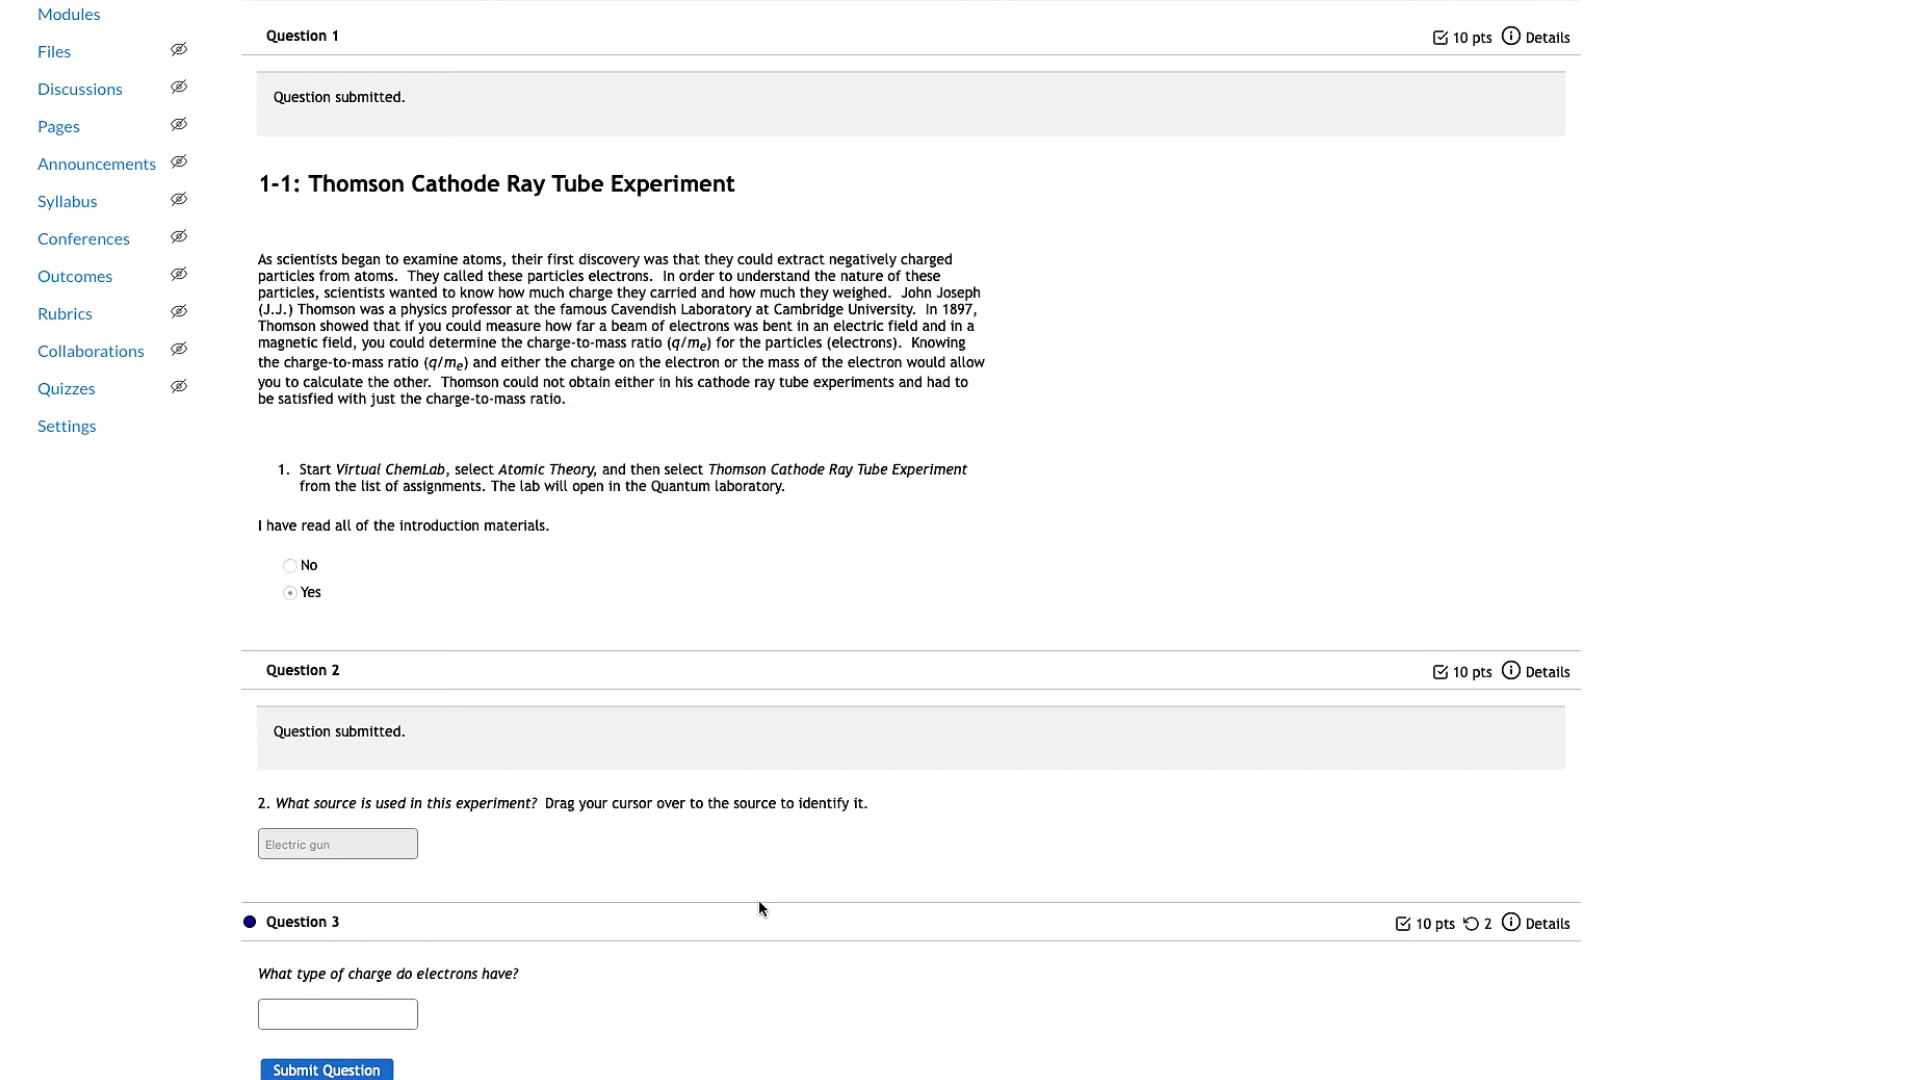 Modules
Files
Discussions
Pages
Announcements
Syllabus
Conferences
Outcomes
Rubrics
Collaborations
Quizzes
Settings
Question 1
10 pts Details
Question submitted.
1-1: Thomson Cathode Ray Tube Experiment
As scientists began to examine atoms, their first discovery was that they could extract negatively charged
particles from atoms. They called these particles electrons. In order to understand the nature of these
particles, scientists wanted to know how much charge they carried and how much they weighed. John Joseph
(J.J.) Thomson was a physics professor at the famous Cavendish Laboratory at Cambridge University. In 1897,
Thomson showed that if you could measure how far a beam of electrons was bent in an electric field and in a
magnetic field, you could determine the charge-to-mass ratio (q/me) for the particles (electrons). Knowing
the charge-to-mass ratio (q/me) and either the charge on the electron or the mass of the electron would allow
you to calculate the other. Thomson could not obtain either in his cathode ray tube experiments and had to
be satisfied with just the charge-to-mass ratio.
1. Start Virtual ChemLab, select Atomic Theory, and then select Thomson Cathode Ray Tube Experiment
from the list of assignments. The lab will open in the Quantum laboratory.
I have read all of the introduction materials.
No
Yes
Question 2
10 pts Details
Question submitted.
2. What source is used in this experiment? Drag your cursor over to the source to identify it.
Electric gun
Question 3
10 pts 2 Details
What type of charge do electrons have?
Submit Question